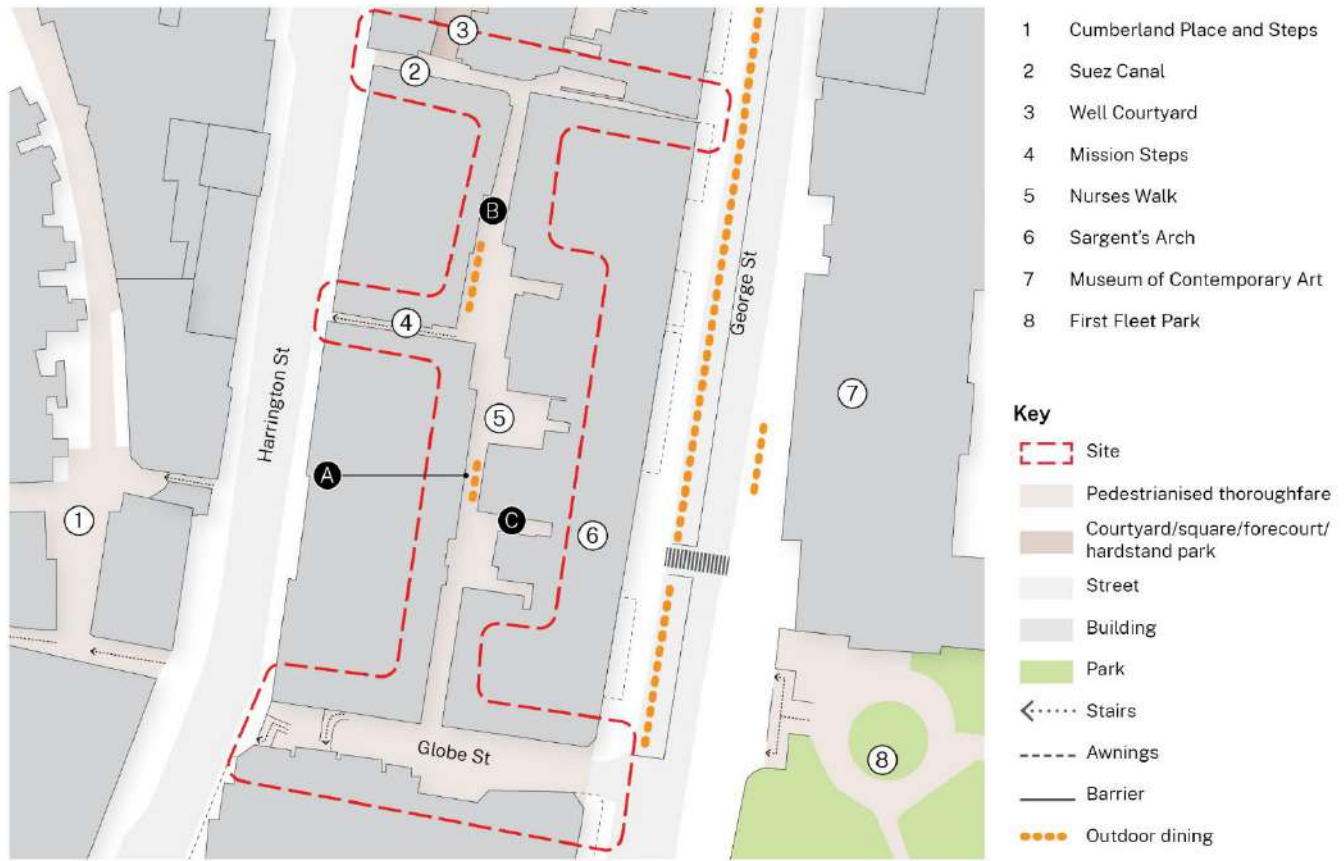 3
2
B
4
5
A
C
6
7
1
8
Harrington St
George St
Globe St
1 Cumberland Place and Steps
2 Suez Canal
3 Well Courtyard
4 Mission Steps
5 Nurses Walk
6 Sargent's Arch
7 Museum of Contemporary Art
8 First Fleet Park
Key
Site
Pedestrianised thoroughfare
Courtyard/square/forecourt/
hardstand park
Street
Building
Park
Stairs
Awnings
Barrier
Outdoor dining